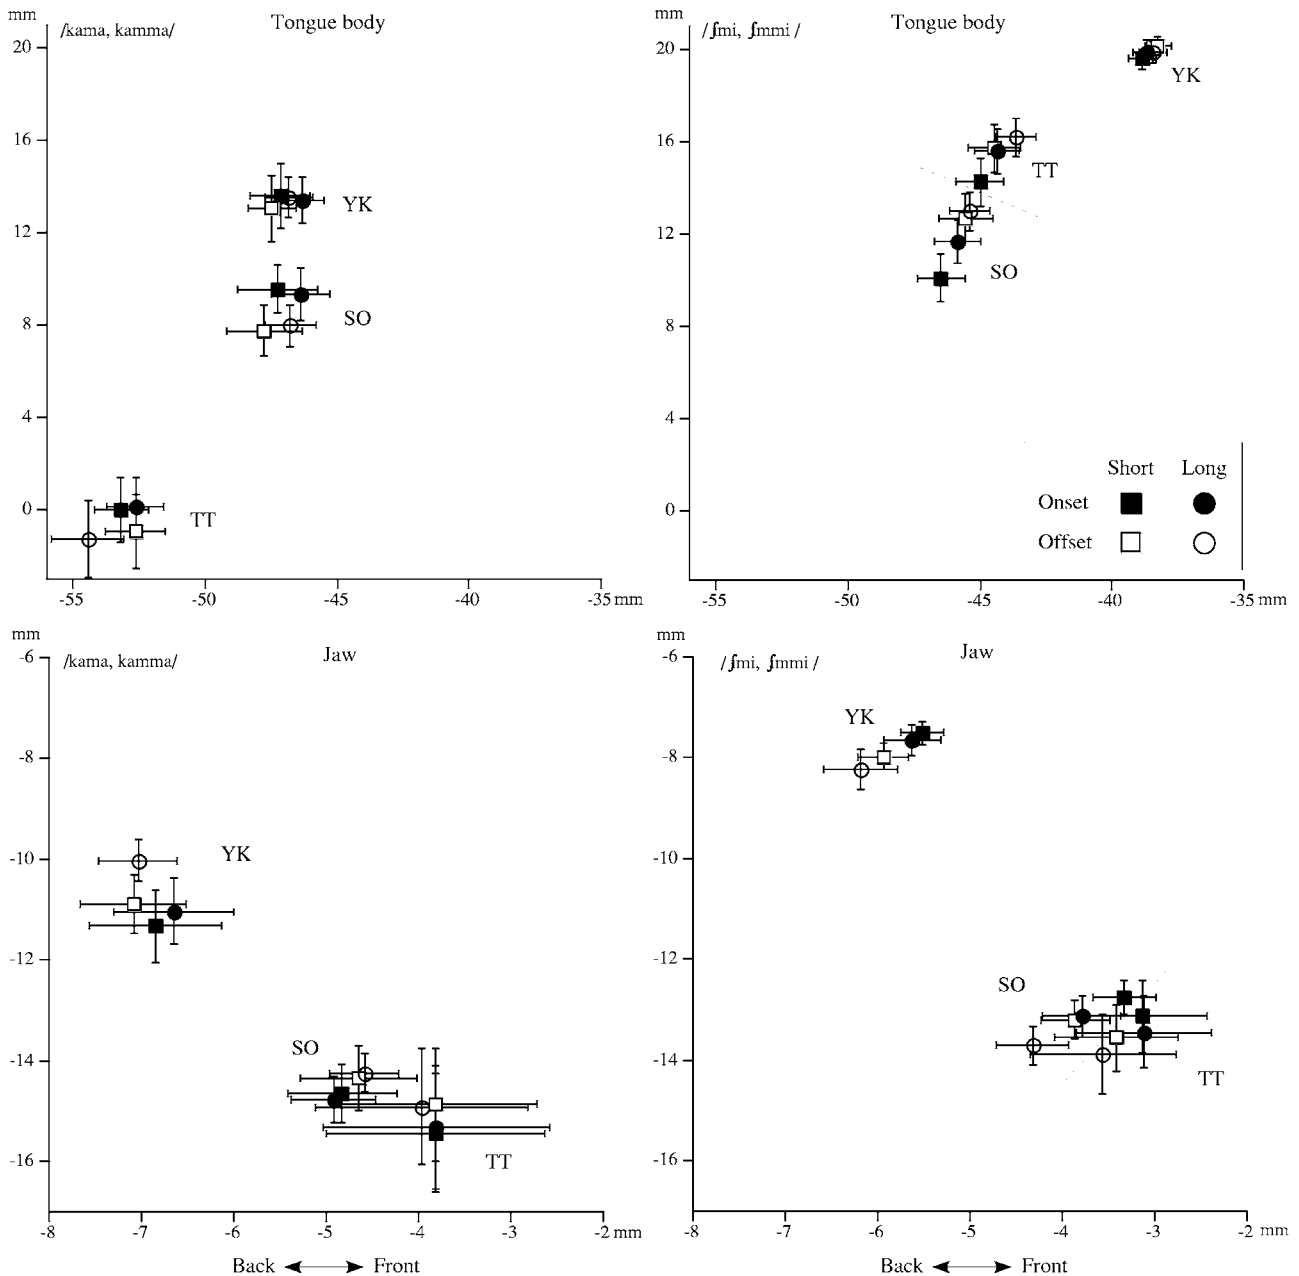 mm
/kama, kamma/
Tongue body
20
16
12
8
4
0
YK
SO
TT
-55
-50
-45
-40
-35 mm
mm
/ʃmi, ʃmmi /
Tongue body
20
16
12
8
4
0
YK
TT
SO
Short
Long
Onset
Offset
-55
-50
-45
-40
-35 mm
mm
/kama, kamma/
Jaw
-6
-8
-10
-12
-14
-16
YK
SO
TT
-8
-7
-6
-5
-4
-3
-2 mm
Back
Front
mm
/ʃmi, ʃmmi /
Jaw
-6
-8
-10
-12
-14
-16
YK
SO
TT
-8
-7
-6
-5
-4
-3
-2 mm
Back
Front